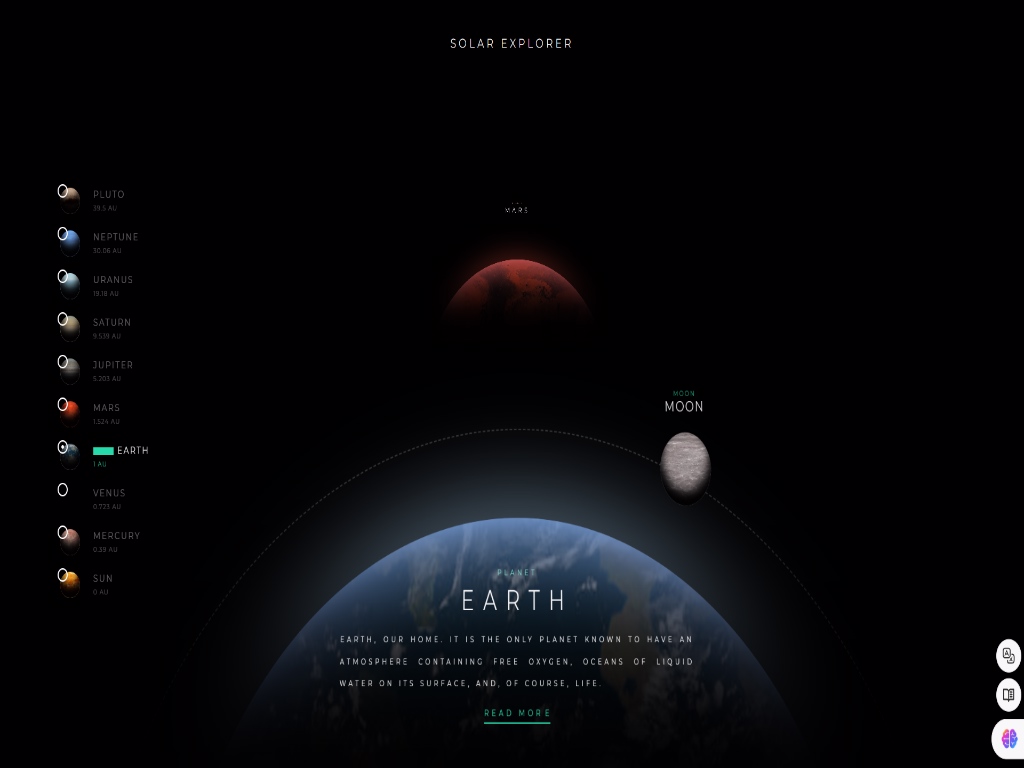 SOLAR EXPLORER
PLUTO
39.5 AU
NEPTUNE
30.06 AU
URANUS
19.18 AU
SATURN
9.539 AU
JUPITER
5.203 AU
MARS
1.524 AU
EARTH
1 AU
VENUS
0.723 AU
MERCURY
0.39 AU
SUN
0 AU
MARS
MOON
MOON
PLANET
EARTH
EARTH, OUR HOME. IT IS THE ONLY PLANET KNOWN TO HAVE AN
ATMOSPHERE CONTAINING FREE OXYGEN, OCEANS OF LIQUID
WATER ON ITS SURFACE, AND, OF COURSE, LIFE.
READ MORE